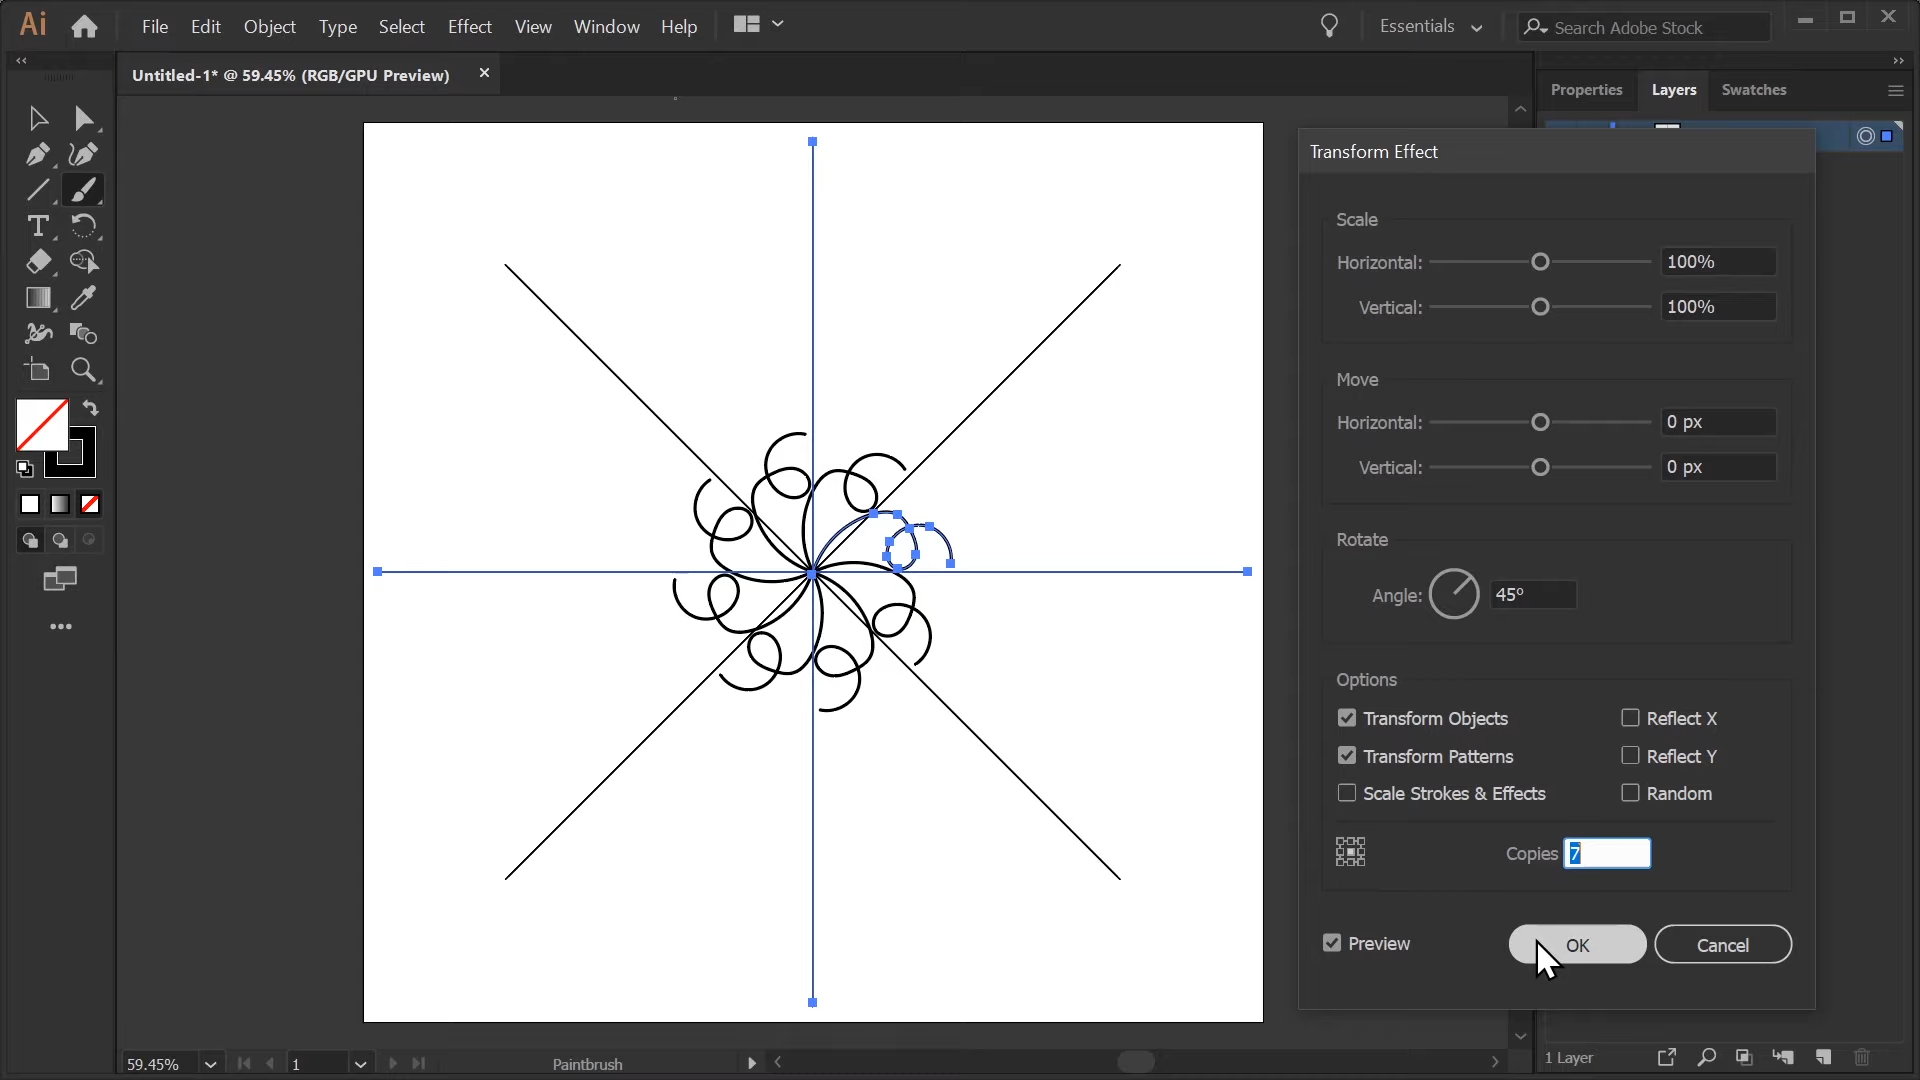 Ai File Edit Object Type Select Effect View Window Help Essentials Search Adobe Stock
Untitled-1* @ 59.45% (RGB/GPU Preview)
Properties Layers Swatches
Transform Effect
Scale
Horizontal: 100%
Vertical: 100%
Move
Horizontal: 0 px
Vertical: 0 px
Rotate
Angle: 45°
Options
Transform Objects Reflect X
Transform Patterns Reflect Y
Scale Strokes & Effects Random
Copies 7
Preview OK Cancel
59.45% 1 Paintbrush 1 Layer